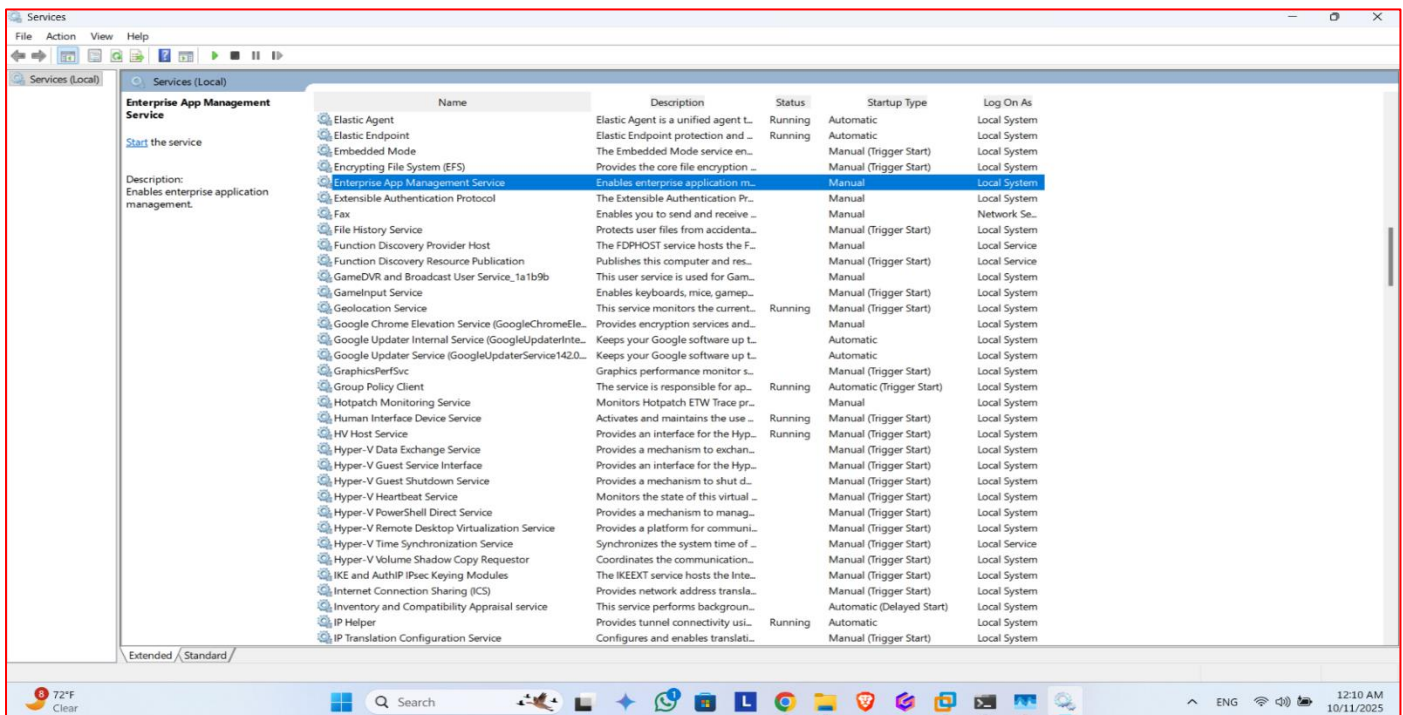 Services
File Action View Help
Services (Local)
Services (Local)
Enterprise App Management
Service
Start the service
Description:
Enables enterprise application
management.
Name Description Status Startup Type Log On As
Elastic Agent Elastic Agent is a unified agent t... Running Automatic Local System
Elastic Endpoint Elastic Endpoint protection and ... Running Automatic Local System
Embedded Mode The Embedded Mode service en... Manual (Trigger Start) Local System
Encrypting File System (EFS) Provides the core file encryption ... Manual (Trigger Start) Local System
Enterprise App Management Service Enables enterprise application m... Manual Local System
Extensible Authentication Protocol The Extensible Authentication Pr... Manual Local System
Fax Enables you to send and receive ... Manual Network Se...
File History Service Protects user files from accidenta... Manual (Trigger Start) Local System
Function Discovery Provider Host The FDPHOST service hosts the F... Manual Local Service
Function Discovery Resource Publication Publishes this computer and res... Manual (Trigger Start) Local Service
GameDVR and Broadcast User Service_1a1b9b This user service is used for Gam... Manual Local System
GameInput Service Enables keyboards, mice, gamep... Manual (Trigger Start) Local System
Geolocation Service This service monitors the current... Running Manual (Trigger Start) Local System
Google Chrome Elevation Service (GoogleChromeEle... Provides encryption services and... Manual Local System
Google Updater Internal Service (GoogleUpdaterInte... Keeps your Google software up t... Automatic Local System
Google Updater Service (GoogleUpdaterService142.0... Keeps your Google software up t... Automatic Local System
GraphicsPerfSvc Graphics performance monitor s... Manual (Trigger Start) Local System
Group Policy Client The service is responsible for ap... Running Automatic (Trigger Start) Local System
Hotpatch Monitoring Service Monitors Hotpatch ETW Trace pr... Manual Local System
Human Interface Device Service Activates and maintains the use ... Running Manual (Trigger Start) Local System
HV Host Service Provides an interface for the Hyp... Running Manual (Trigger Start) Local System
Hyper-V Data Exchange Service Provides a mechanism to exchan... Manual (Trigger Start) Local System
Hyper-V Guest Service Interface Provides an interface for the Hyp... Manual (Trigger Start) Local System
Hyper-V Guest Shutdown Service Provides a mechanism to shut d... Manual (Trigger Start) Local System
Hyper-V Heartbeat Service Monitors the state of this virtual ... Manual (Trigger Start) Local System
Hyper-V PowerShell Direct Service Provides a mechanism to manag... Manual (Trigger Start) Local System
Hyper-V Remote Desktop Virtualization Service Provides a platform for communi... Manual (Trigger Start) Local System
Hyper-V Time Synchronization Service Synchronizes the system time of ... Manual (Trigger Start) Local Service
Hyper-V Volume Shadow Copy Requestor Coordinates the communication... Manual (Trigger Start) Local System
IKE and AuthIP IPsec Keying Modules The IKEEXT service hosts the Inte... Manual (Trigger Start) Local System
Internet Connection Sharing (ICS) Provides network address transla... Manual (Trigger Start) Local System
Inventory and Compatibility Appraisal service This service performs backgroun... Automatic (Delayed Start) Local System
IP Helper Provides tunnel connectivity usi... Running Automatic Local System
IP Translation Configuration Service Configures and enables translati... Manual (Trigger Start) Local System
Extended Standard
8 72°F
Clear
Search
1
L
ENG
12:10 AM
10/11/2025